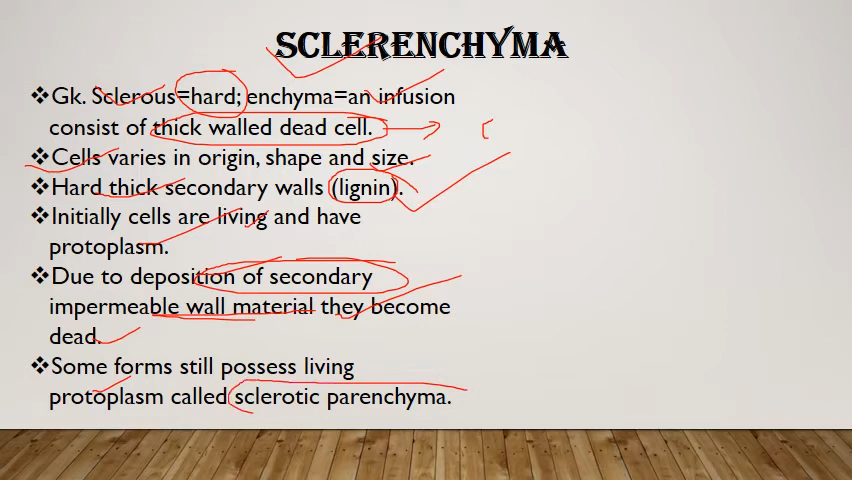 SCLERENCHYMA
❖Gk. Sclerous=hard; enchyma=an infusion
consist of thick walled dead cell.
❖Cells varies in origin, shape and size.
❖Hard thick secondary walls (lignin).
❖Initially cells are living and have
protoplasm.
❖Due to deposition of secondary
impermeable wall material they become
dead.
❖Some forms still possess living
protoplasm called sclerotic parenchyma.